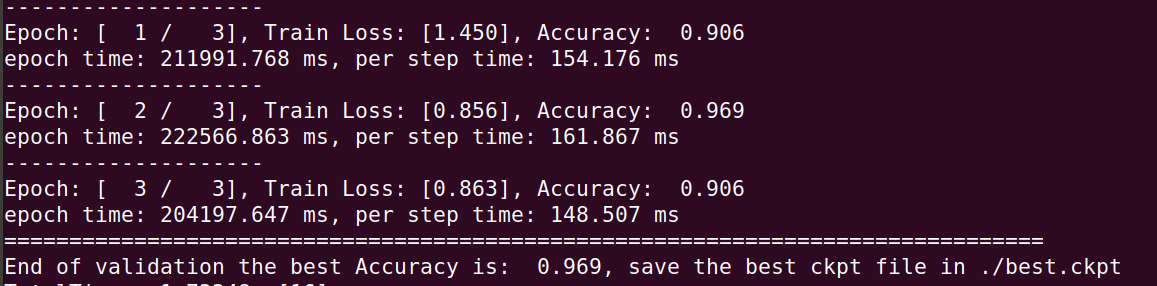 --------------------
Epoch: [  1 /   3], Train Loss: [1.450], Accuracy:  0.906
epoch time: 211991.768 ms, per step time: 154.176 ms
--------------------
Epoch: [  2 /   3], Train Loss: [0.856], Accuracy:  0.969
epoch time: 222566.863 ms, per step time: 161.867 ms
--------------------
Epoch: [  3 /   3], Train Loss: [0.863], Accuracy:  0.906
epoch time: 204197.647 ms, per step time: 148.507 ms
================================================================================
End of validation the best Accuracy is:  0.969, save the best ckpt file in ./best.ckpt